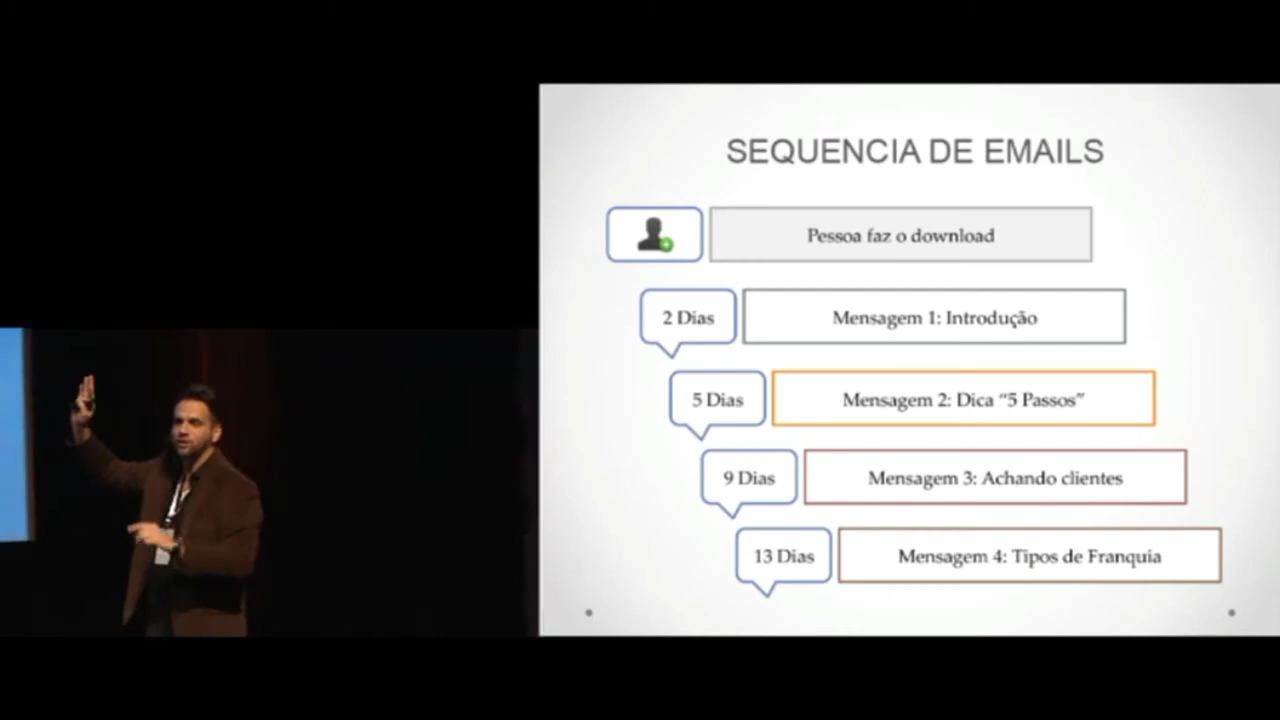 SEQUENCIA DE EMAILS
Pessoa faz o download
2 Dias
Mensagem 1: Introdução
5 Dias
Mensagem 2: Dica “5 Passos”
9 Dias
Mensagem 3: Achando clientes
13 Dias
Mensagem 4: Tipos de Franquia